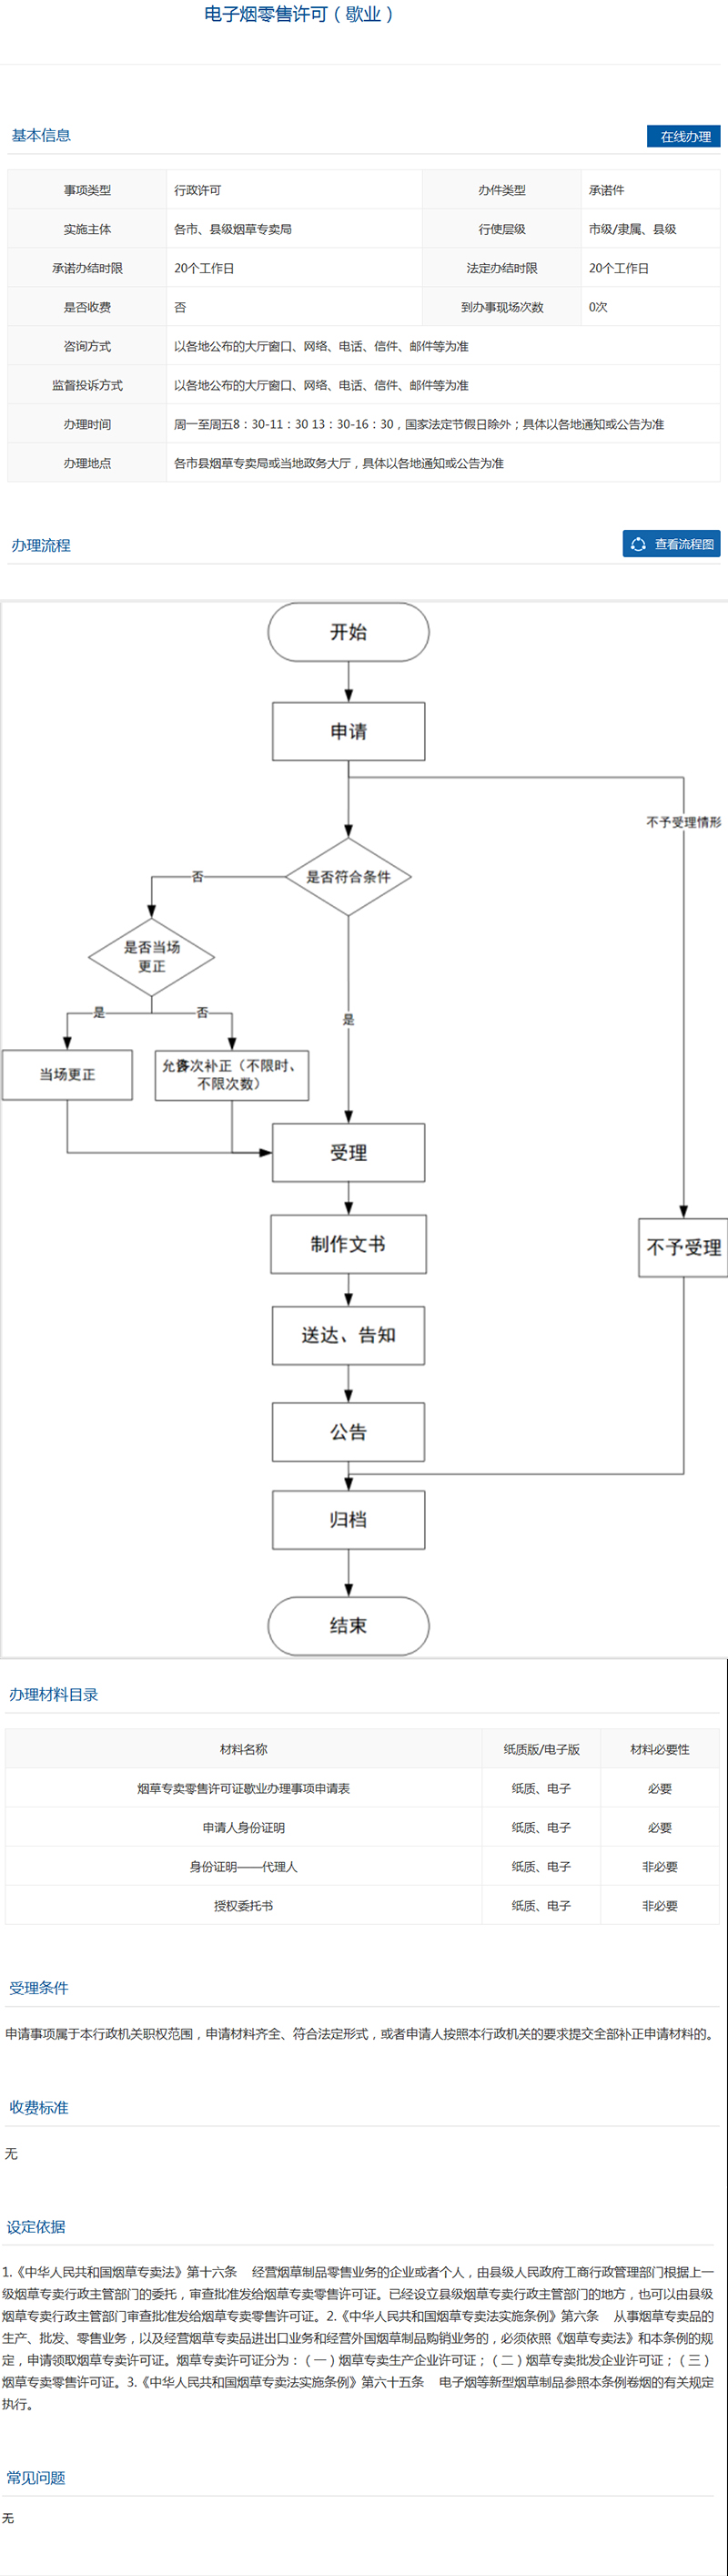 电子烟零售许可（歇业）
基本信息
在线办理
事项类型 行政许可 办件类型 承诺件
实施主体 各市、县级烟草专卖局 行使层级 市级/隶属、县级
承诺办结时限 20个工作日 法定办结时限 20个工作日
是否收费 否 到办事现场次数 0次
咨询方式 以各地公布的大厅窗口、网络、电话、信件、邮件等为准
监督投诉方式 以各地公布的大厅窗口、网络、电话、信件、邮件等为准
办理时间 周一至周五8：30-11：30 13：30-16：30，国家法定节假日除外；具体以各地通知或公告为准
办理地点 各市县烟草专卖局或当地政务大厅，具体以各地通知或公告为准
办理流程
查看流程图
开始
申请
不予受理情形
是否符合条件
否
是否当场
更正
是
否
是
当场更正
允许多次补正（不限时、
不限次数）
受理
制作文书
不予受理
送达、告知
公告
归档
结束
办理材料目录
材料名称 纸质版/电子版 材料必要性
烟草专卖零售许可证歇业办理事项申请表 纸质、电子 必要
申请人身份证明 纸质、电子 必要
身份证明——代理人 纸质、电子 非必要
授权委托书 纸质、电子 非必要
受理条件
申请事项属于本行政机关职权范围，申请材料齐全、符合法定形式，或者申请人按照本行政机关的要求提交全部补正申请材料的。
收费标准
无
设定依据
1.《中华人民共和国烟草专卖法》第十六条 经营烟草制品零售业务的企业或者个人，由县级人民政府工商行政管理部门根据上一
级烟草专卖行政主管部门的委托，审查批准发给烟草专卖零售许可证。已经设立县级烟草专卖行政主管部门的地方，也可以由县级
烟草专卖行政主管部门审查批准发给烟草专卖零售许可证。2.《中华人民共和国烟草专卖法实施条例》第六条 从事烟草专卖品的
生产、批发、零售业务，以及经营烟草专卖品进出口业务和经营外国烟草制品购销业务的，必须依照《烟草专卖法》和本条例的规
定，申请领取烟草专卖许可证。烟草专卖许可证分为：（一）烟草专卖生产企业许可证；（二）烟草专卖批发企业许可证；（三）
烟草专卖零售许可证。3.《中华人民共和国烟草专卖法实施条例》第六十五条 电子烟等新型烟草制品参照本条例卷烟的有关规定
执行。
常见问题
无